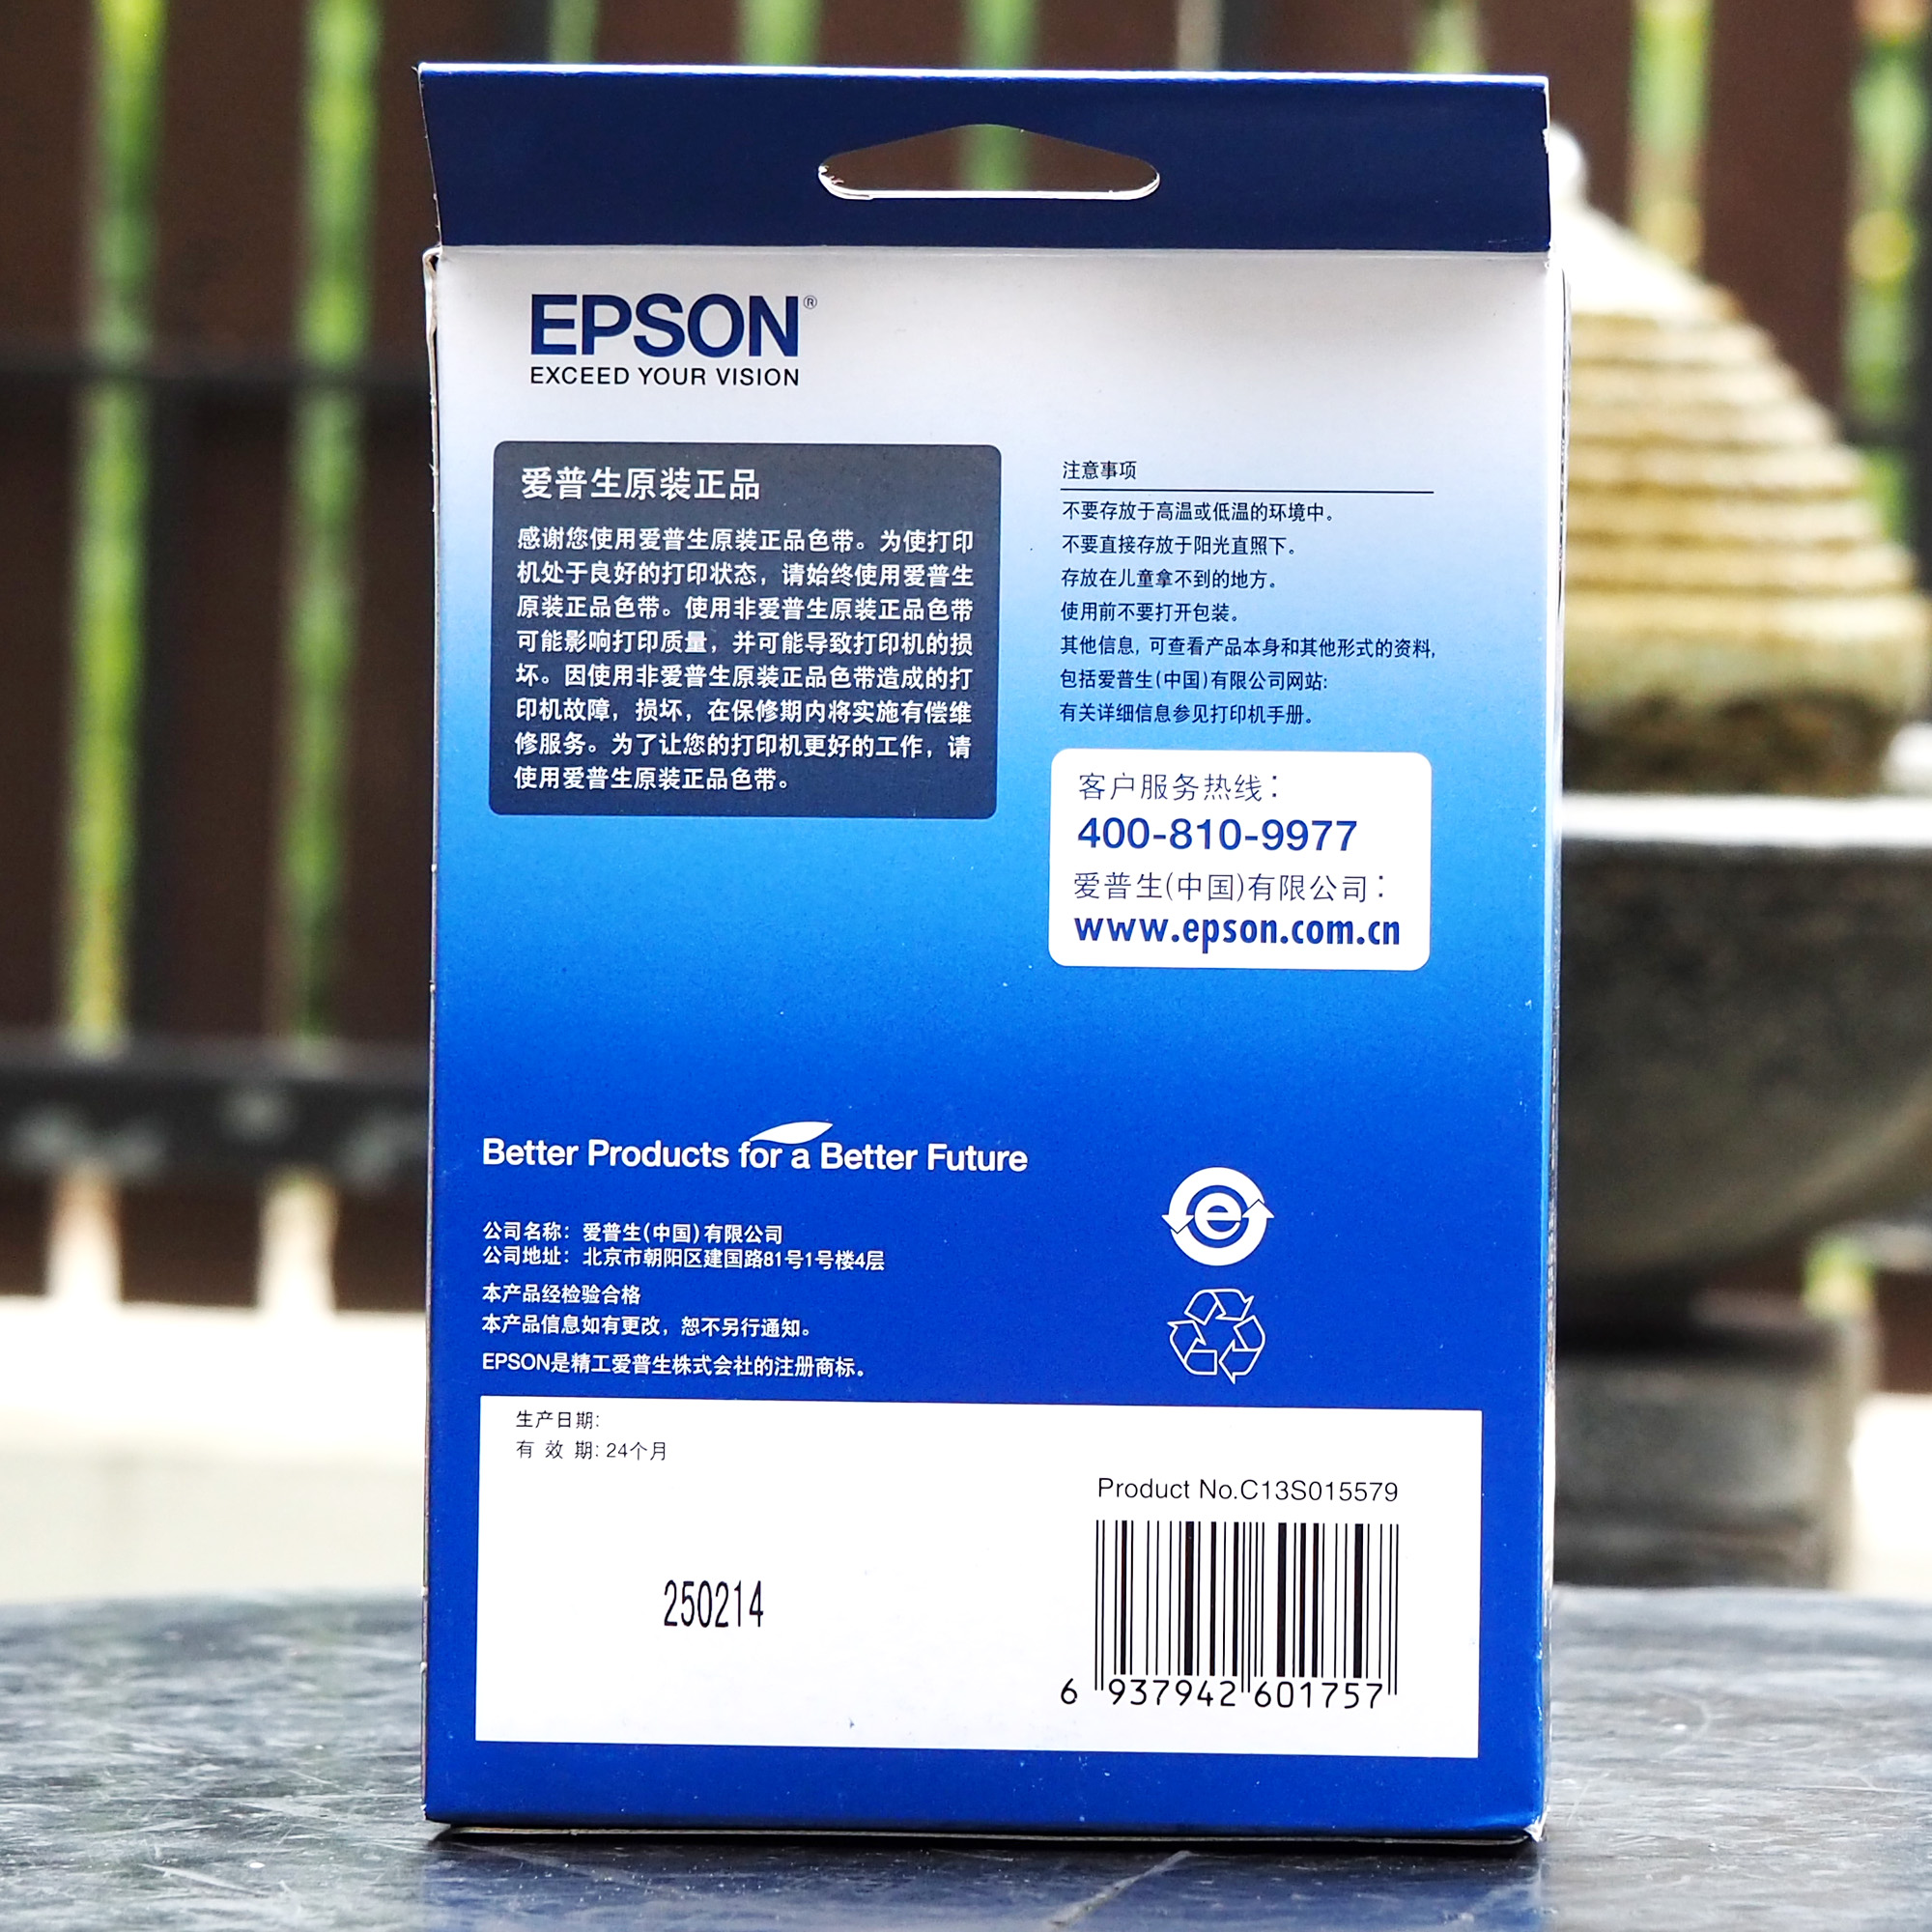 EPSON®
EXCEED YOUR VISION
爱普生原装正品
感谢您使用爱普生原装正品色带。为使打印
机处于良好的打印状态，请始终使用爱普生
原装正品色带。使用非爱普生原装正品色带
可能影响打印质量，并可能导致打印机的损
坏。因使用非爱普生原装正品色带造成的打
印机故障，损坏，在保修期内将实施有偿维
修服务。为了让您的打印机更好的工作，请
使用爱普生原装正品色带。
注意事项
不要存放于高温或低温的环境中。
不要直接存放于阳光直照下。
存放在儿童拿不到的地方。
使用前不要打开包装。
其他信息, 可查看产品本身和其他形式的资料,
包括爱普生(中国)有限公司网站:
有关详细信息参见打印机手册。
客户服务热线：
400-810-9977
爱普生(中国)有限公司：
www.epson.com.cn
Better Products for a Better Future
公司名称：爱普生(中国)有限公司
公司地址：北京市朝阳区建国路81号1号楼4层
本产品经检验合格
本产品信息如有更改，恕不另行通知。
EPSON是精工爱普生株式会社的注册商标。
e
生产日期:
有 效 期: 24个月
250214
Product No.C13S015579
6 937942 601757